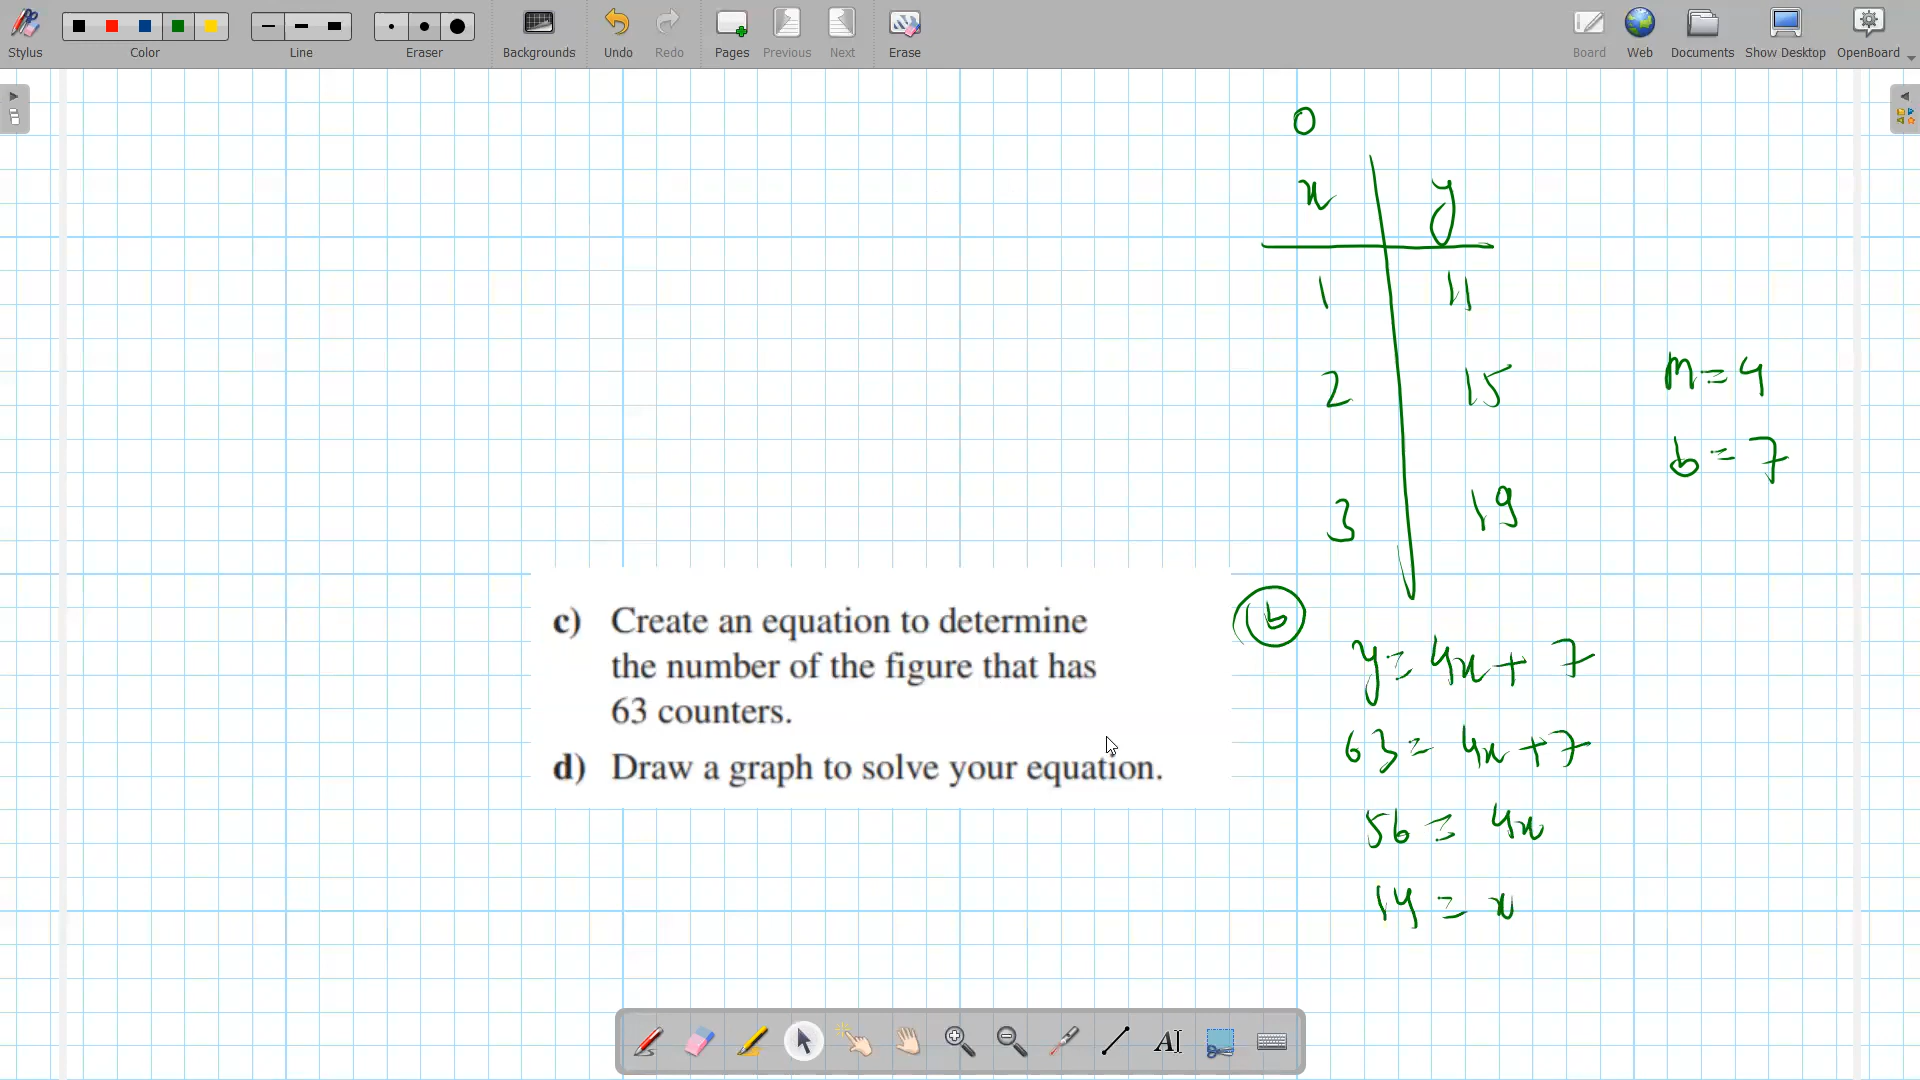 Stylus Color Line Eraser Backgrounds Undo Redo Pages Previous Next Erase Board Web Documents Show Desktop OpenBoard
0
x y
1 11
2 15
3 19
m = 4
b = 7
c) Create an equation to determine
the number of the figure that has
63 counters.
d) Draw a graph to solve your equation.
b
y = 4x + 7
63 = 4x + 7
56 = 4x
14 = x